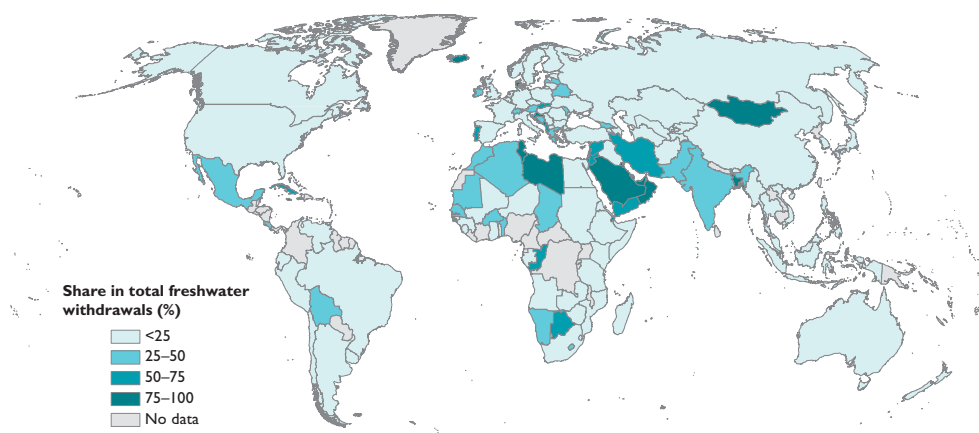 Share in total freshwater
withdrawals (%)
<25
25–50
50–75
75–100
No data